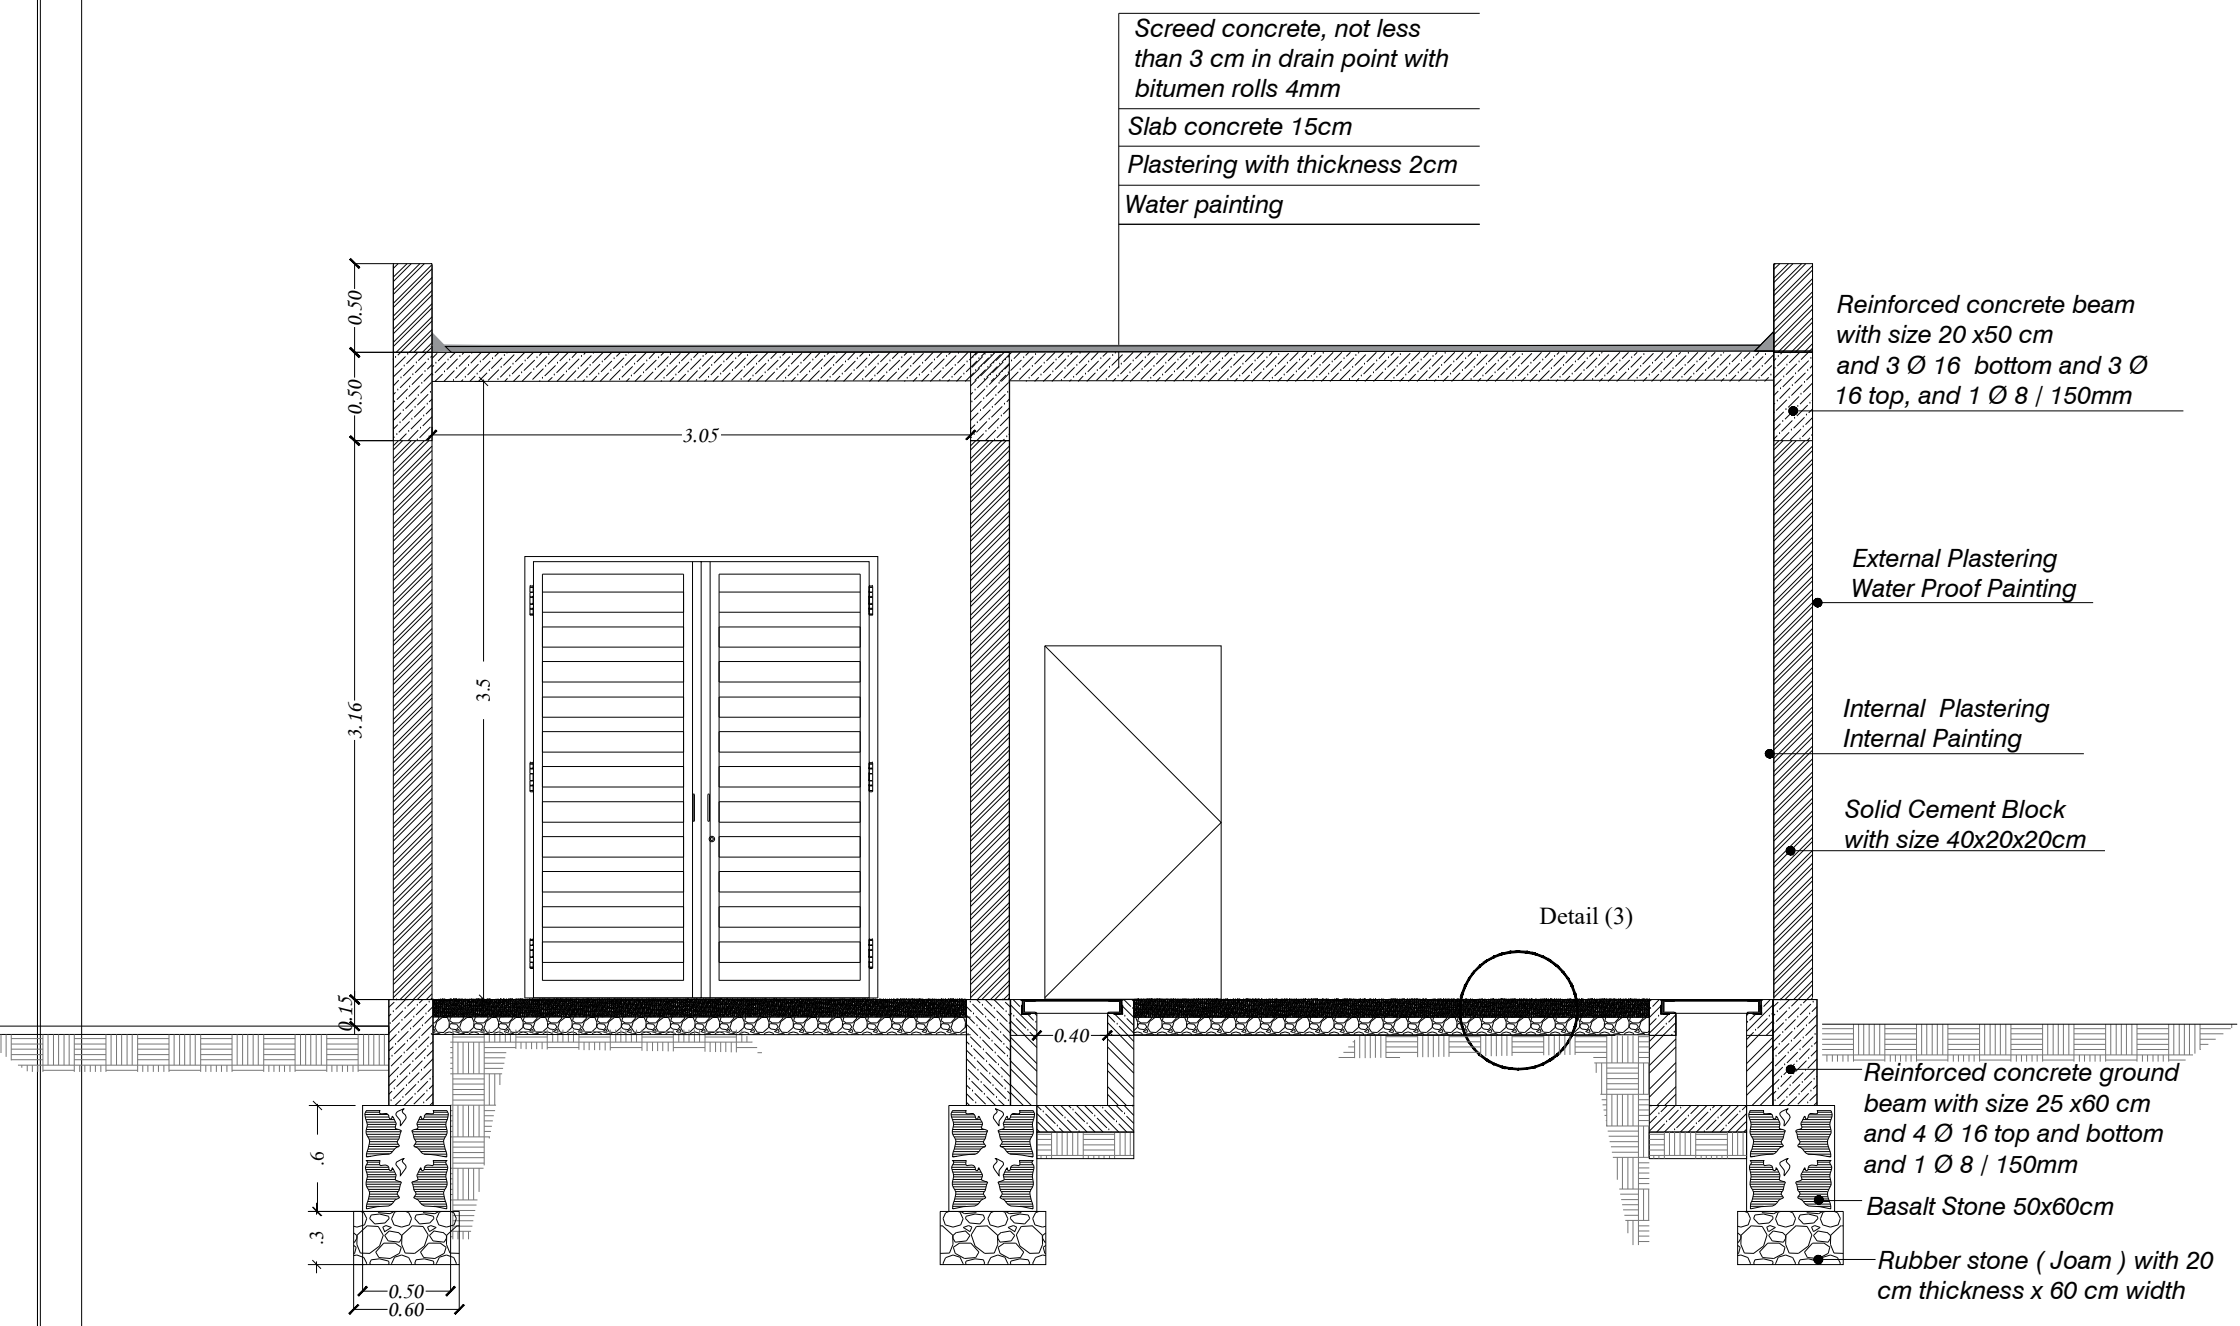 Screed concrete, not less
than 3 cm in drain point with
bitumen rolls 4mm
Slab concrete 15cm
Plastering with thickness 2cm
Water painting
0.50
0.50
3.16
0.15
3.05
3.5
Reinforced concrete beam
with size 20 x50 cm
and 3 Ø 16 bottom and 3 Ø
16 top, and 1 Ø 8 / 150mm
External Plastering
Water Proof Painting
Internal Plastering
Internal Painting
Solid Cement Block
with size 40x20x20cm
Detail (3)
0.40
Reinforced concrete ground
beam with size 25 x60 cm
and 4 Ø 16 top and bottom
and 1 Ø 8 / 150mm
Basalt Stone 50x60cm
Rubber stone ( Joam ) with 20
cm thickness x 60 cm width
.6
.3
0.50
0.60